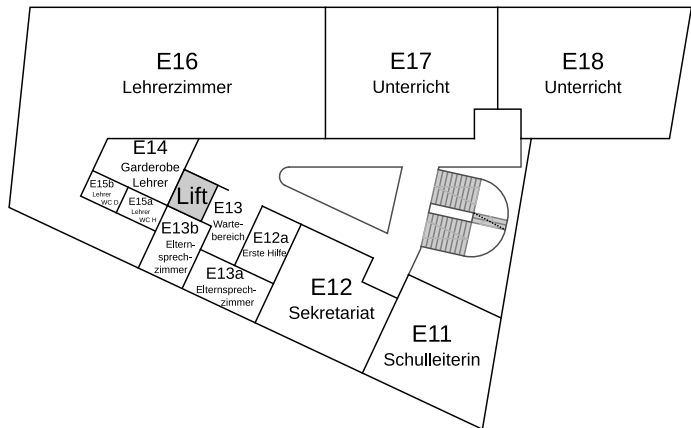 E16
Lehrerzimmer
E17
Unterricht
E18
Unterricht
E14
Garderobe
Lehrer
E15b
Lehrer
WC D
E15a
Lehrer
WC H
Lift
E13
Warte-
bereich
E13b
Eltern-
sprech-
zimmer
E12a
Erste Hilfe
E13a
Elternsprech-
zimmer
E12
Sekretariat
E11
Schulleiterin